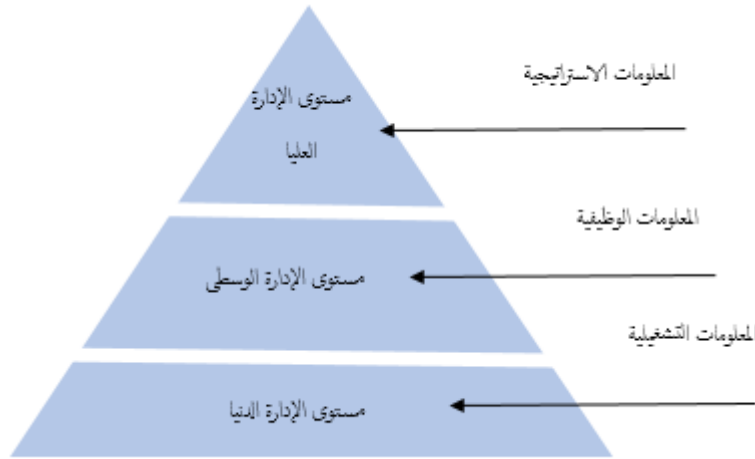 المعلومات الاستراتيجية
مستوى الإدارة
العليا
المعلومات الوظيفية
مستوى الإدارة الوسطى
المعلومات التشغيلية
مستوى الإدارة الدنيا